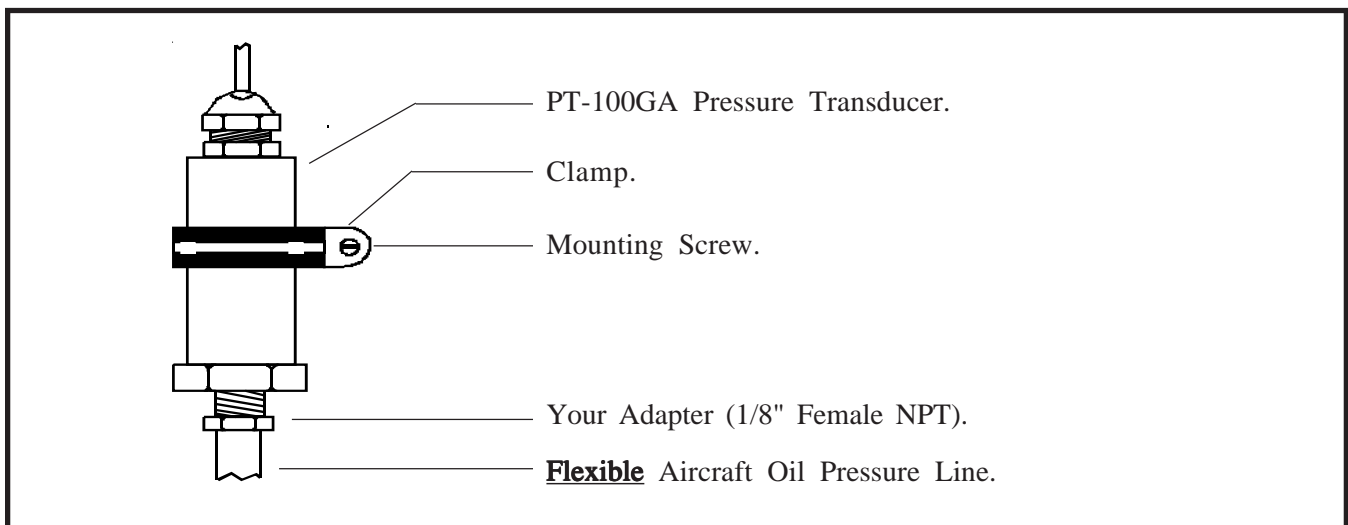 PT-100GA Pressure Transducer.
Clamp.
Mounting Screw.
Your Adapter (1/8" Female NPT).
Flexible Aircraft Oil Pressure Line.